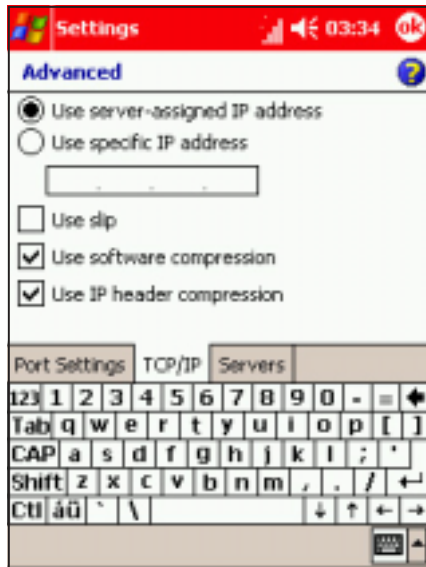 Settings 03:34 ok
Advanced
Use server-assigned IP address
Use specific IP address
. . .
Use slip
Use software compression
Use IP header compression
Port Settings TCP/IP Servers
123 1 2 3 4 5 6 7 8 9 0 - =
Tab q w e r t y u i o p [ ]
CAP a s d f g h j k l ; '
Shift z x c v b n m , . /
Ctl áü ` \